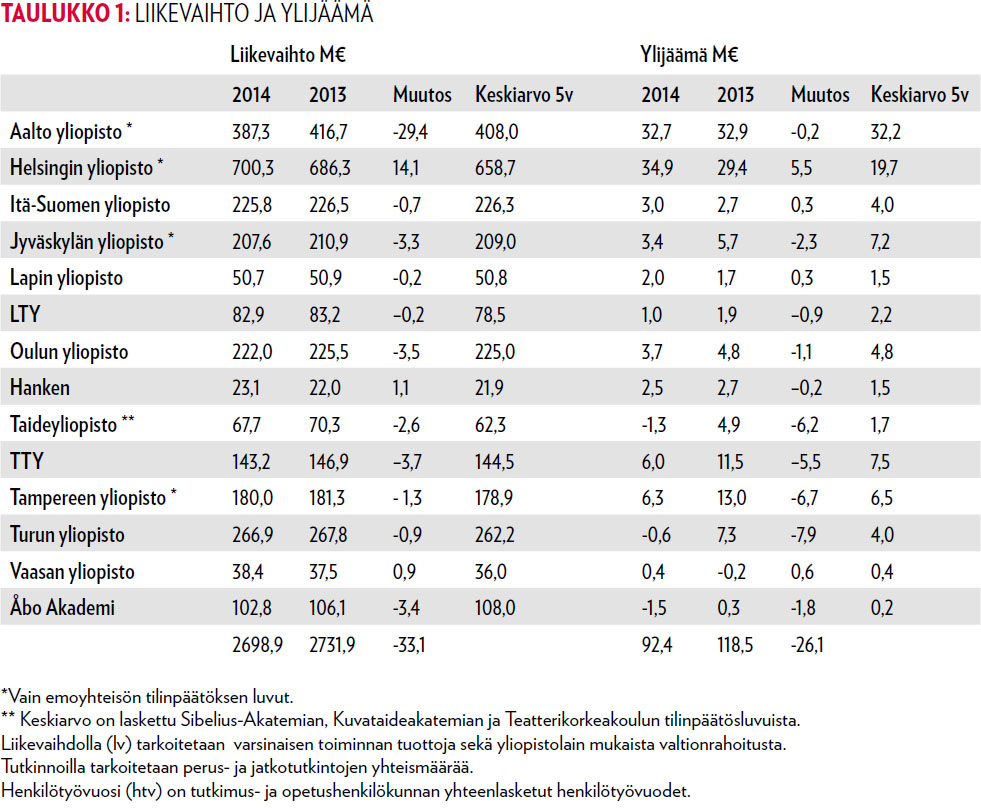 TAULUKKO 1: LIIKEVAIHTO JA YLIJÄÄMÄ
Liikevaihto M€ Ylijäämä M€
2014 2013 Muutos Keskiarvo 5v 2014 2013 Muutos Keskiarvo 5v
Aalto yliopisto * 387,3 416,7 -29,4 408,0 32,7 32,9 -0,2 32,2
Helsingin yliopisto * 700,3 686,3 14,1 658,7 34,9 29,4 5,5 19,7
Itä-Suomen yliopisto 225,8 226,5 -0,7 226,3 3,0 2,7 0,3 4,0
Jyväskylän yliopisto * 207,6 210,9 -3,3 209,0 3,4 5,7 -2,3 7,2
Lapin yliopisto 50,7 50,9 -0,2 50,8 2,0 1,7 0,3 1,5
LTY 82,9 83,2 –0,2 78,5 1,0 1,9 –0,9 2,2
Oulun yliopisto 222,0 225,5 -3,5 225,0 3,7 4,8 -1,1 4,8
Hanken 23,1 22,0 1,1 21,9 2,5 2,7 –0,2 1,5
Taideyliopisto ** 67,7 70,3 -2,6 62,3 -1,3 4,9 -6,2 1,7
TTY 143,2 146,9 –3,7 144,5 6,0 11,5 –5,5 7,5
Tampereen yliopisto * 180,0 181,3 - 1,3 178,9 6,3 13,0 -6,7 6,5
Turun yliopisto 266,9 267,8 -0,9 262,2 -0,6 7,3 -7,9 4,0
Vaasan yliopisto 38,4 37,5 0,9 36,0 0,4 -0,2 0,6 0,4
Åbo Akademi 102,8 106,1 -3,4 108,0 -1,5 0,3 -1,8 0,2
2698,9 2731,9 -33,1 92,4 118,5 -26,1
*Vain emoyhteisön tilinpäätöksen luvut.
** Keskiarvo on laskettu Sibelius-Akatemian, Kuvataideakatemian ja Teatterikorkeakoulun tilinpäätösluvuista.
Liikevaihdolla (lv) tarkoitetaan varsinaisen toiminnan tuottoja sekä yliopistolain mukaista valtionrahoitusta.
Tutkinnoilla tarkoitetaan perus- ja jatkotutkintojen yhteismäärää.
Henkilötyövuosi (htv) on tutkimus- ja opetushenkilökunnan yhteenlasketut henkilötyövuodet.